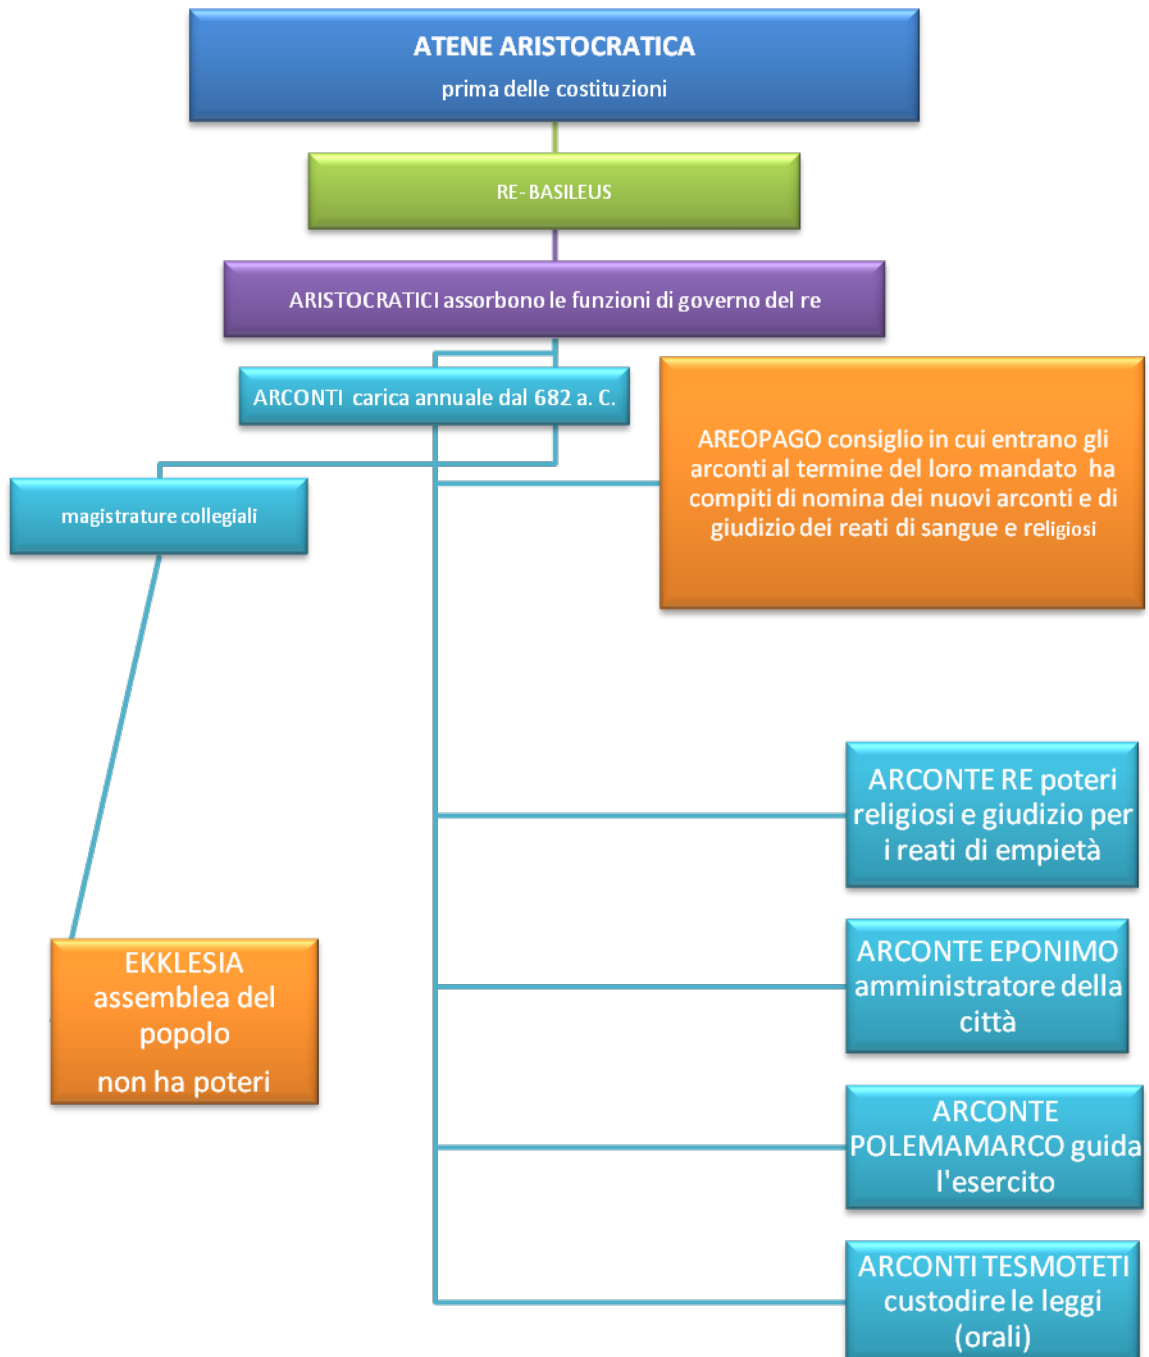 ATENE ARISTOCRATICA
prima delle costituzioni
RE- BASILEUS
ARISTOCRATICI assorbono le funzioni di governo del re
ARCONTI carica annuale dal 682 a. C.
AREOPAGO consiglio in cui entrano gli
arconti al termine del loro mandato ha
compiti di nomina dei nuovi arconti e di
giudizio dei reati di sangue e religiosi
magistrature collegiali
ARCONTE RE poteri
religiosi e giudizio per
i reati di empietà
EKKLESIA
assemblea del
popolo
non ha poteri
ARCONTE EPONIMO
amministratore della
città
ARCONTE
POLEMAMARCO guida
l'esercito
ARCONTI TESMOTETI
custodire le leggi
(orali)